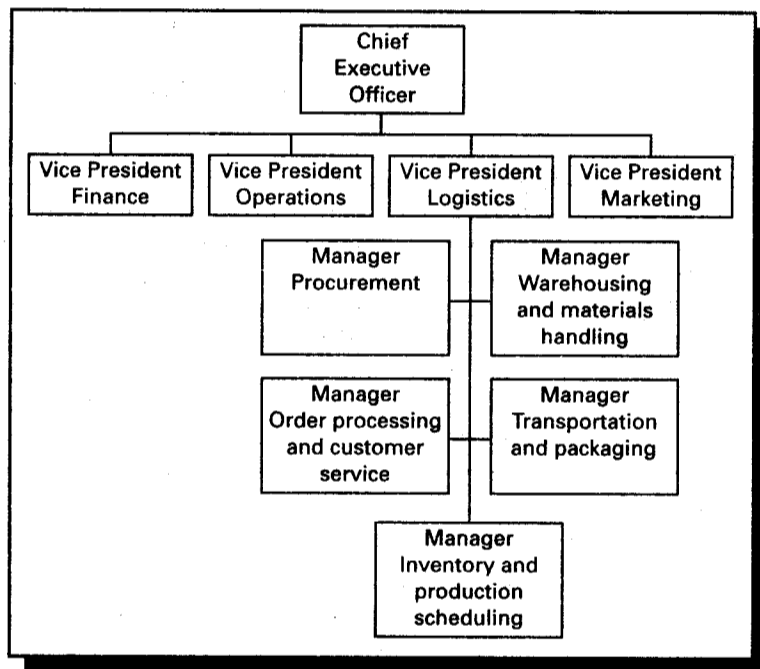 Chief
Executive
Officer
Vice President
Finance
Vice President
Operations
Vice President
Logistics
Vice President
Marketing
Manager
Procurement
Manager
Warehousing
and materials
handling
Manager
Order processing
and customer
service
Manager
Transportation
and packaging
Manager
Inventory and
production
scheduling